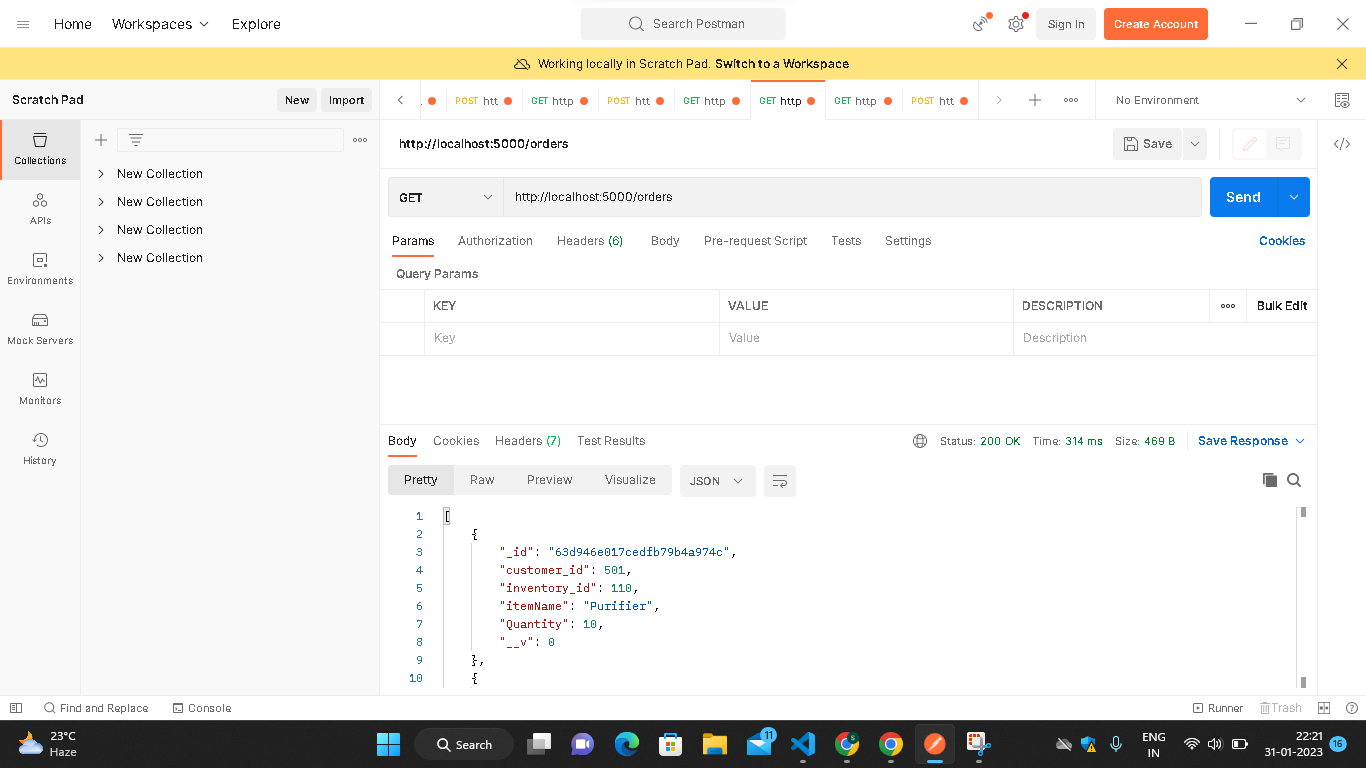 Home Workspaces Explore Search Postman Sign In Create Account
Working locally in Scratch Pad. Switch to a Workspace
Scratch Pad New Import
POST htt GET http POST htt GET http GET http GET http POST htt No Environment
Collections
APIs
Environments
Mock Servers
Monitors
History
New Collection
New Collection
New Collection
New Collection
http://localhost:5000/orders Save
GET http://localhost:5000/orders Send
Params Authorization Headers (6) Body Pre-request Script Tests Settings Cookies
Query Params
KEY VALUE DESCRIPTION Bulk Edit
Key Value Description
Body Cookies Headers (7) Test Results Status: 200 OK Time: 314 ms Size: 469 B Save Response
Pretty Raw Preview Visualize JSON
1 [
2 {
3 "_id": "63d946e017cedfb79b4a974c",
4 "customer_id": 501,
5 "inventory_id": 110,
6 "itemName": "Purifier",
7 "Quantity": 10,
8 "__v": 0
9 },
10 {
Find and Replace Console Runner Trash
23°C
Haze
Search
11
ENG
IN
22:21
31-01-2023
16